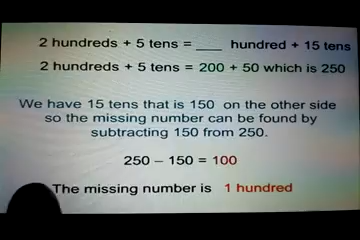 2 hundreds + 5 tens = ___ hundred + 15 tens
2 hundreds + 5 tens = 200 + 50 which is 250
We have 15 tens that is 150 on the other side
so the missing number can be found by
subtracting 150 from 250.
250 – 150 = 100
The missing number is 1 hundred